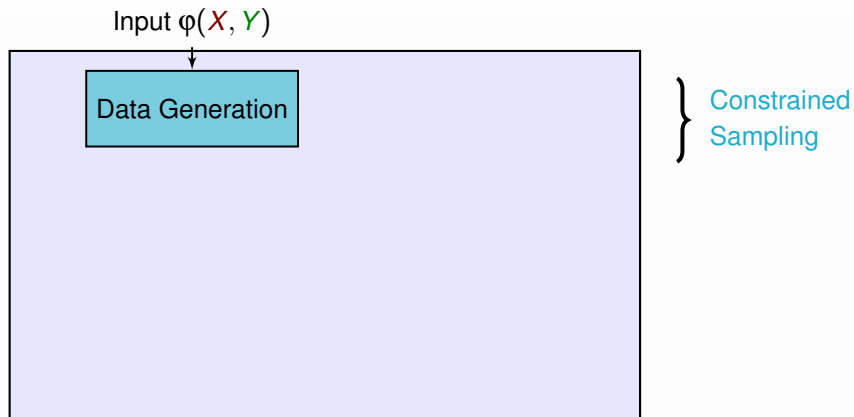 Input φ(X, Y)
Data Generation
Constrained
Sampling